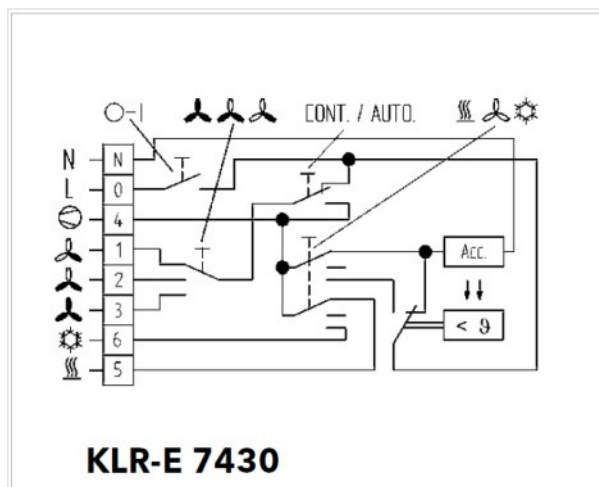 O-I CONT. / AUTO.
N N
L 0
4
1 Acc.
2
3 < ϑ
6
5
KLR-E 7430